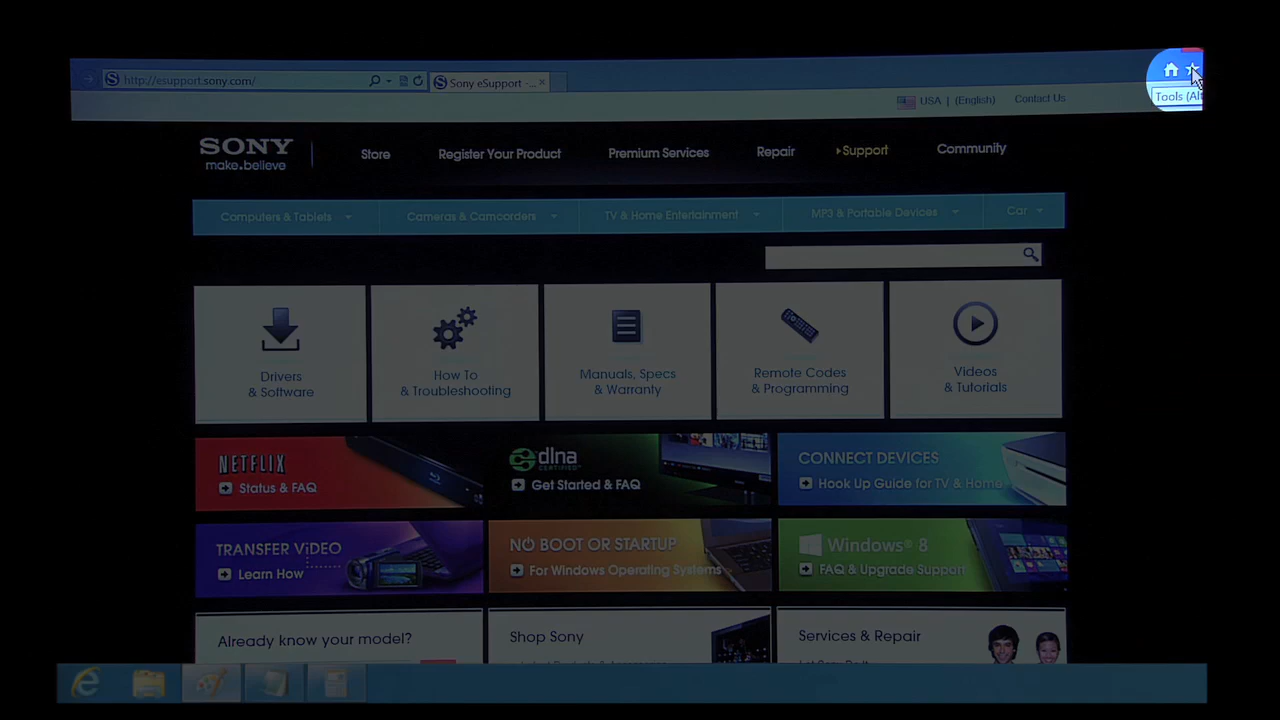 http://esupport.sony.com/
Sony eSupport -...
Tools (Alt
USA | (English)
Contact Us
SONY
make.believe
Store
Register Your Product
Premium Services
Repair
Support
Community
Computers & Tablets
Cameras & Camcorders
TV & Home Entertainment
MP3 & Portable Devices
Car
Drivers
& Software
How To
& Troubleshooting
Manuals, Specs
& Warranty
Remote Codes
& Programming
Videos
& Tutorials
NETFLIX
Status & FAQ
dlna
CERTIFIED™
Get Started & FAQ
CONNECT DEVICES
Hook Up Guide for TV & Home
TRANSFER ViDEO
Learn How
NO BOOT OR STARTUP
For Windows Operating Systems
Windows® 8
FAQ & Upgrade Support
Already know your model?
Shop Sony
Services & Repair